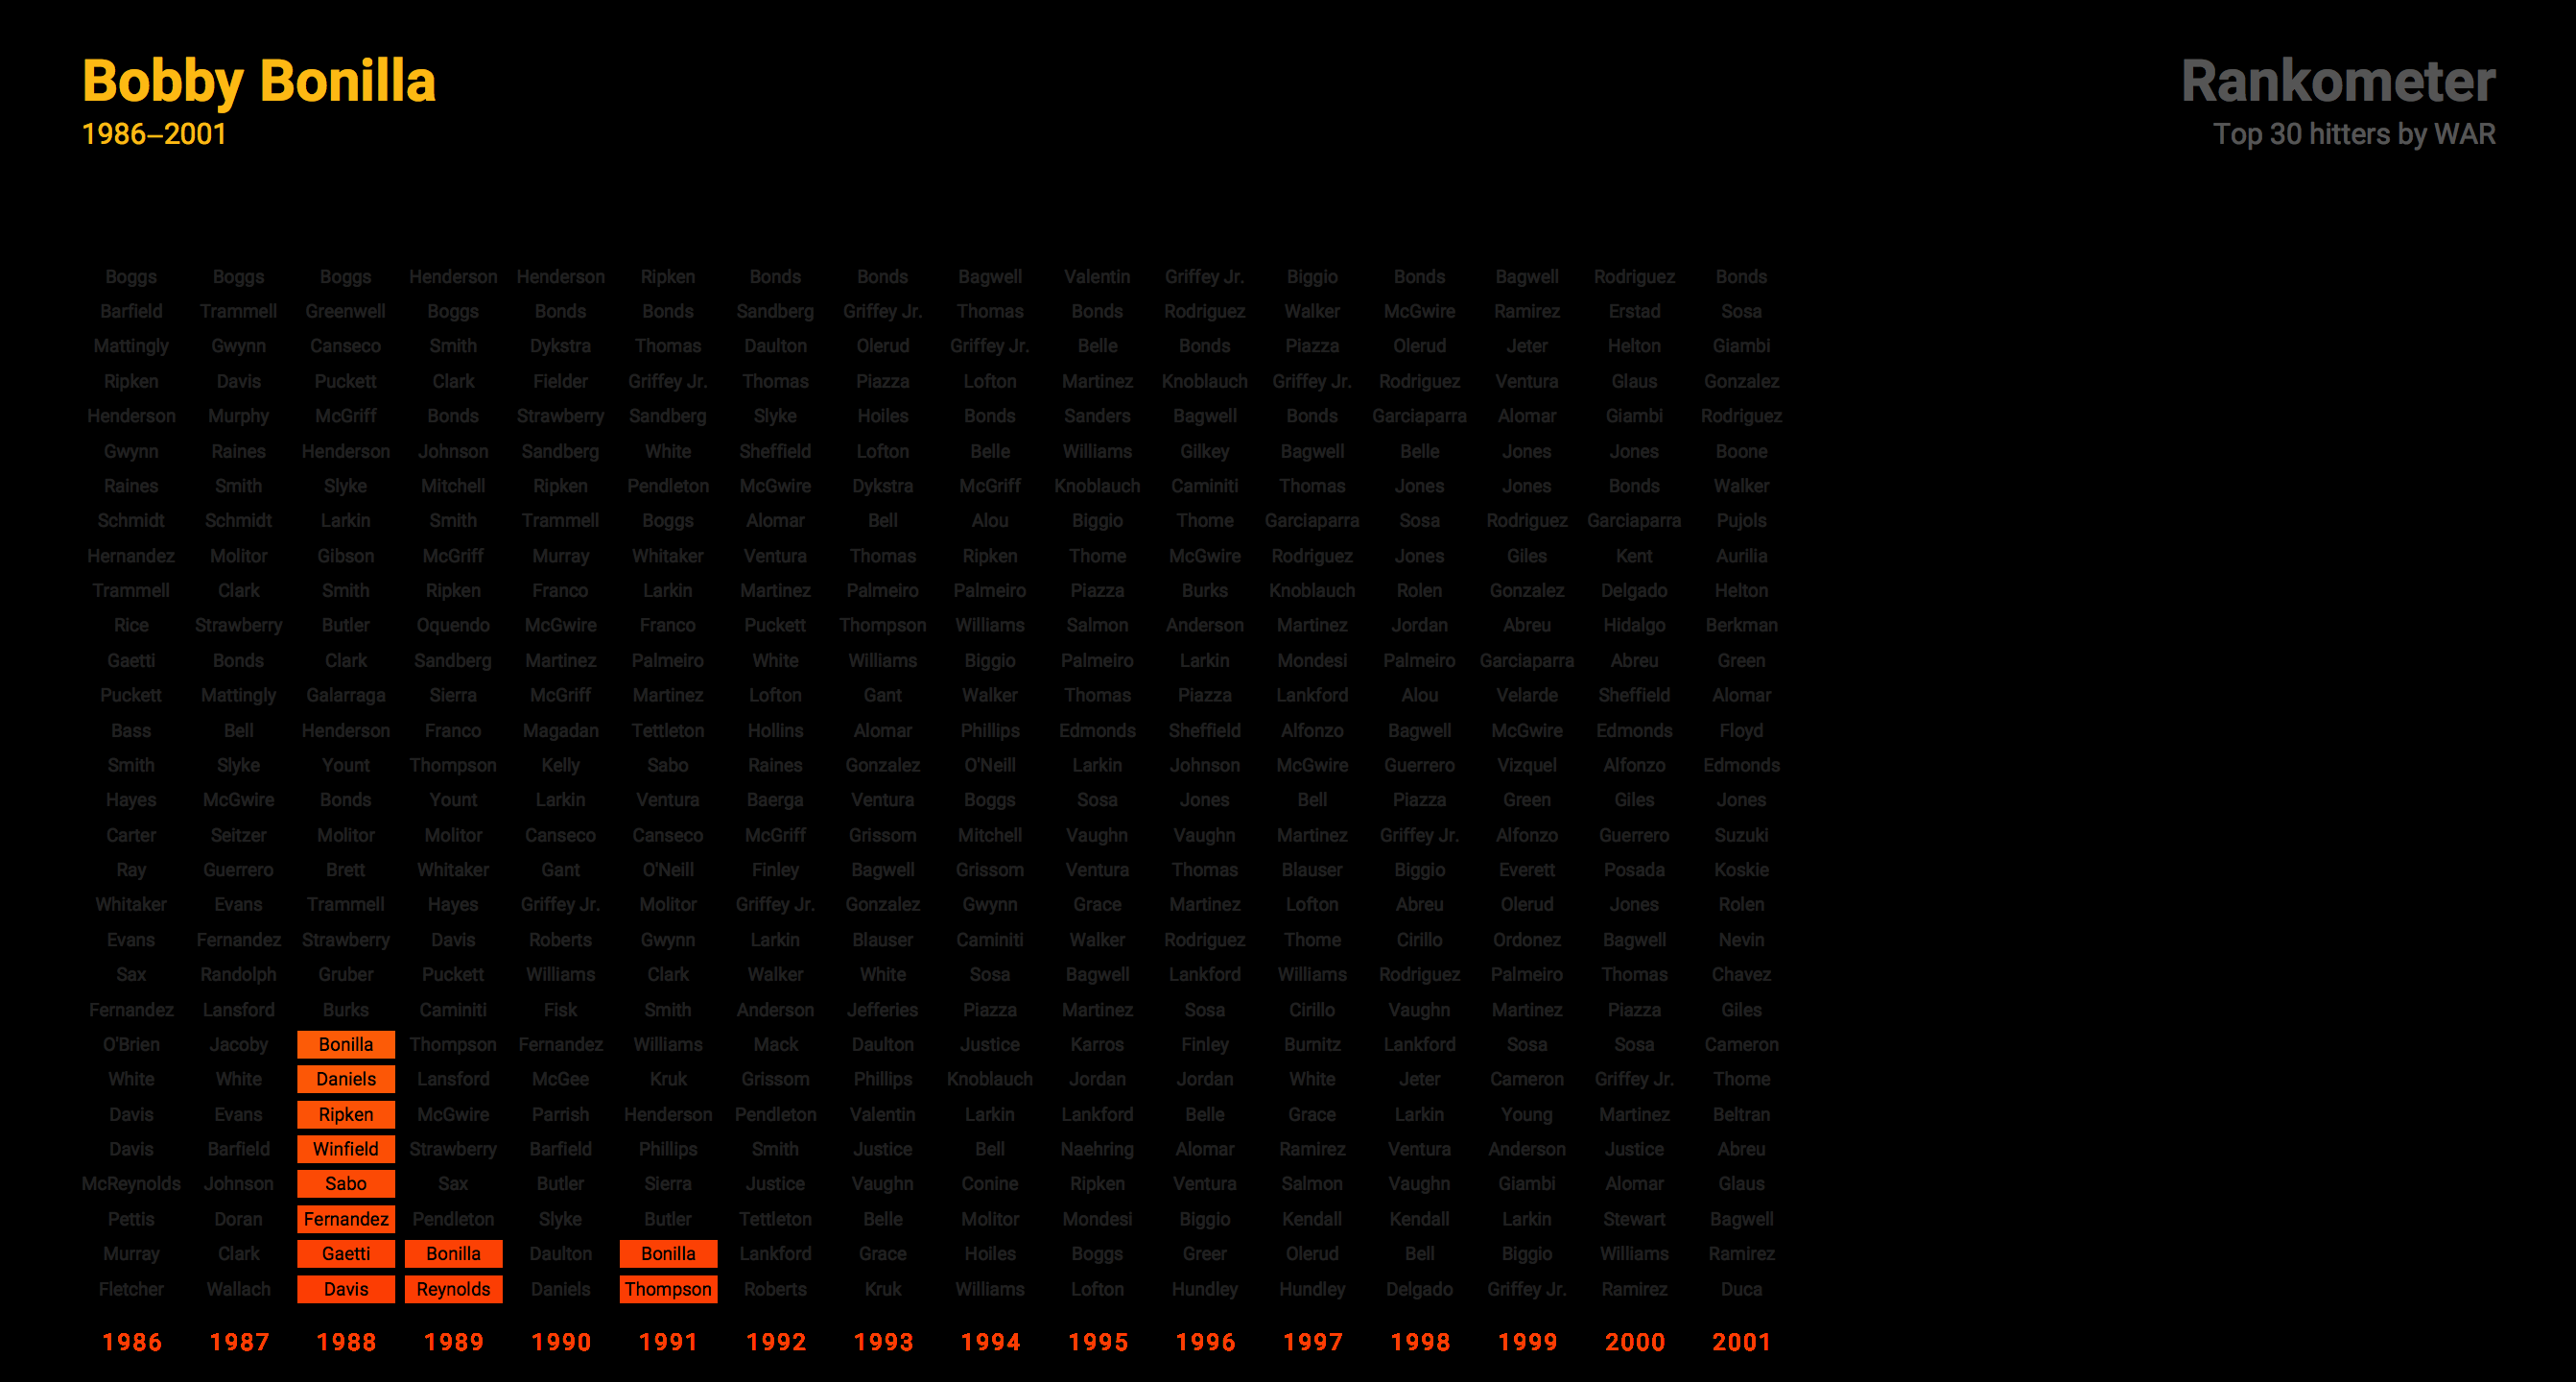 Bobby Bonilla
1986–2001
Rankometer
Top 30 hitters by WAR
Boggs Boggs Boggs Henderson Henderson Ripken Bonds Bonds Bagwell Valentin Griffey Jr. Biggio Bonds Bagwell Rodriguez Bonds
Barfield Trammell Greenwell Boggs Bonds Bonds Sandberg Griffey Jr. Thomas Bonds Rodriguez Walker McGwire Ramirez Erstad Sosa
Mattingly Gwynn Canseco Smith Dykstra Thomas Daulton Olerud Griffey Jr. Belle Bonds Piazza Olerud Jeter Helton Giambi
Ripken Davis Puckett Clark Fielder Griffey Jr. Thomas Piazza Lofton Martinez Knoblauch Griffey Jr. Rodriguez Ventura Glaus Gonzalez
Henderson Murphy McGriff Bonds Strawberry Sandberg Slyke Hoiles Bonds Sanders Bagwell Bonds Garciaparra Alomar Giambi Rodriguez
Gwynn Raines Henderson Johnson Sandberg White Sheffield Lofton Belle Williams Gilkey Bagwell Belle Jones Jones Boone
Raines Smith Slyke Mitchell Ripken Pendleton McGwire Dykstra McGriff Knoblauch Caminiti Thomas Jones Jones Bonds Walker
Schmidt Schmidt Larkin Smith Trammell Boggs Alomar Bell Alou Biggio Thome Garciaparra Sosa Rodriguez Garciaparra Pujols
Hernandez Molitor Gibson McGriff Murray Whitaker Ventura Thomas Ripken Thome McGwire Rodriguez Jones Giles Kent Aurilia
Trammell Clark Smith Ripken Franco Larkin Martinez Palmeiro Palmeiro Piazza Burks Knoblauch Rolen Gonzalez Delgado Helton
Rice Strawberry Butler Oquendo McGwire Franco Puckett Thompson Williams Salmon Anderson Martinez Jordan Abreu Hidalgo Berkman
Gaetti Bonds Clark Sandberg Martinez Palmeiro White Williams Biggio Palmeiro Larkin Mondesi Palmeiro Garciaparra Abreu Green
Puckett Mattingly Galarraga Sierra McGriff Martinez Lofton Gant Walker Thomas Piazza Lankford Alou Velarde Sheffield Alomar
Bass Bell Henderson Franco Magadan Tettleton Hollins Alomar Phillips Edmonds Sheffield Alfonzo Bagwell McGwire Edmonds Floyd
Smith Slyke Yount Thompson Kelly Sabo Raines Gonzalez O'Neill Larkin Johnson McGwire Guerrero Vizquel Alfonzo Edmonds
Hayes McGwire Bonds Yount Larkin Ventura Baerga Ventura Boggs Sosa Jones Bell Piazza Green Giles Jones
Carter Seitzer Molitor Molitor Canseco Canseco McGriff Grissom Mitchell Vaughn Vaughn Martinez Griffey Jr. Alfonzo Guerrero Suzuki
Ray Guerrero Brett Whitaker Gant O'Neill Finley Bagwell Grissom Ventura Thomas Blauser Biggio Everett Posada Koskie
Whitaker Evans Trammell Hayes Griffey Jr. Molitor Griffey Jr. Gonzalez Gwynn Grace Martinez Lofton Abreu Olerud Jones Rolen
Evans Fernandez Strawberry Davis Roberts Gwynn Larkin Blauser Caminiti Walker Rodriguez Thome Cirillo Ordonez Bagwell Nevin
Sax Randolph Gruber Puckett Williams Clark Walker White Sosa Bagwell Lankford Williams Rodriguez Palmeiro Thomas Chavez
Fernandez Lansford Burks Caminiti Fisk Smith Anderson Jefferies Piazza Martinez Sosa Cirillo Vaughn Martinez Piazza Giles
O'Brien Jacoby Bonilla Thompson Fernandez Williams Mack Daulton Justice Karros Finley Burnitz Lankford Sosa Sosa Cameron
White White Daniels Lansford McGee Kruk Grissom Phillips Knoblauch Jordan Jordan White Jeter Cameron Griffey Jr. Thome
Davis Evans Ripken McGwire Parrish Henderson Pendleton Valentin Larkin Lankford Belle Grace Larkin Young Martinez Beltran
Davis Barfield Winfield Strawberry Barfield Phillips Smith Justice Bell Naehring Alomar Ramirez Ventura Anderson Justice Abreu
McReynolds Johnson Sabo Sax Butler Sierra Justice Vaughn Conine Ripken Ventura Salmon Vaughn Giambi Alomar Glaus
Pettis Doran Fernandez Pendleton Slyke Butler Tettleton Belle Molitor Mondesi Biggio Kendall Kendall Larkin Stewart Bagwell
Murray Clark Gaetti Bonilla Daulton Bonilla Lankford Grace Hoiles Boggs Greer Olerud Bell Biggio Williams Ramirez
Fletcher Wallach Davis Reynolds Daniels Thompson Roberts Kruk Williams Lofton Hundley Hundley Delgado Griffey Jr. Ramirez Duca
1986 1987 1988 1989 1990 1991 1992 1993 1994 1995 1996 1997 1998 1999 2000 2001